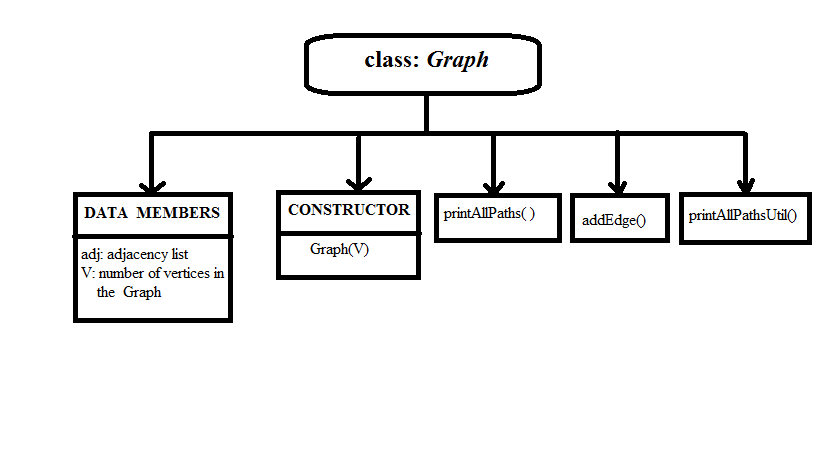 class: Graph
DATA MEMBERS
adj: adjacency list
V: number of vertices in
the Graph
CONSTRUCTOR
Graph(V)
printAllPaths( )
addEdge()
printAllPathsUtil()